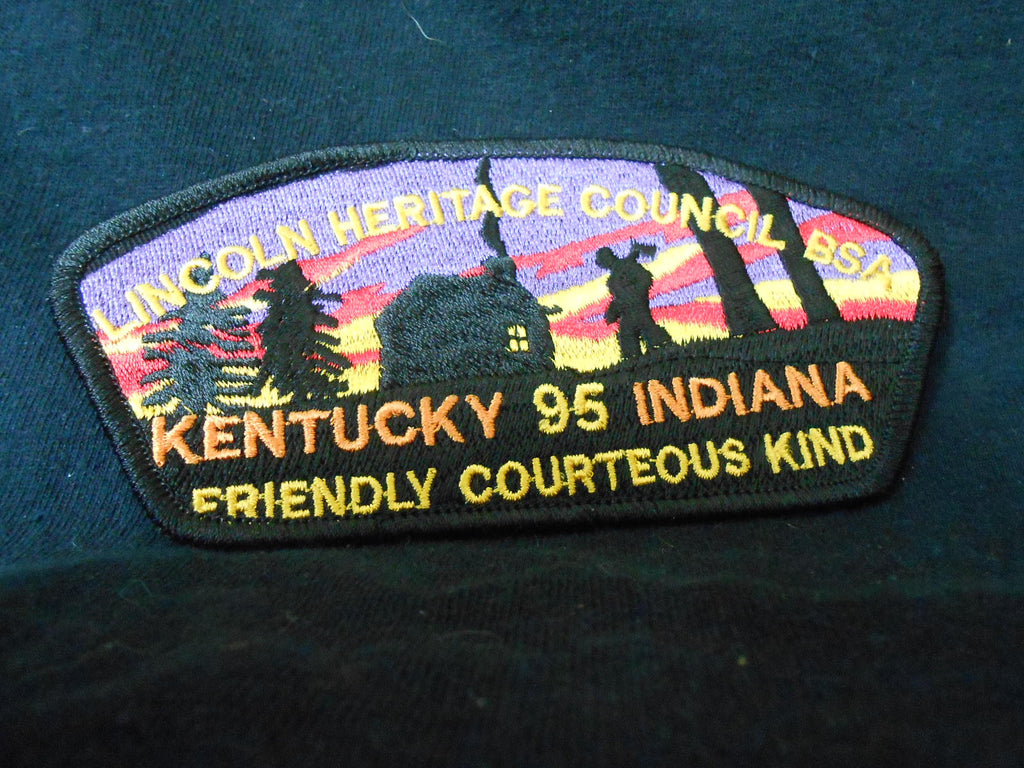 LINCOLN HERITAGE COUNCIL BSA
KENTUCKY 95 INDIANA
FRIENDLY COURTEOUS KIND